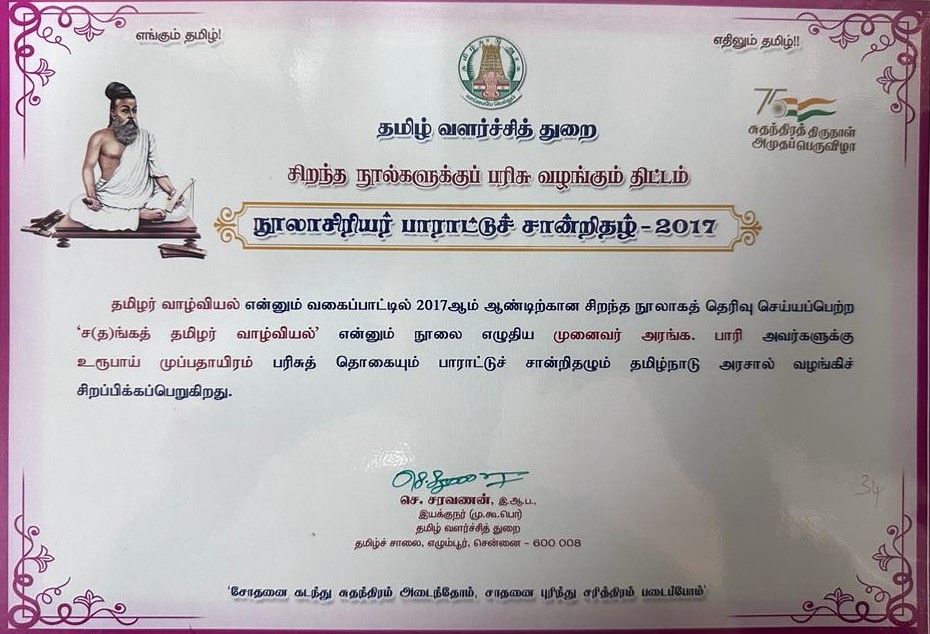 எங்கும் தமிழ்!
எதிலும் தமிழ்!!
தமிழ் வளர்ச்சித் துறை
75
சுதந்திரத் திருநாள்
அமுதப்பெருவிழா
சிறந்த நூல்களுக்குப் பரிசு வழங்கும் திட்டம்
நூலாசிரியர் பாராட்டுச் சான்றிதழ் - 2017
தமிழர் வாழ்வியல் என்னும் வகைப்பாட்டில் 2017ஆம் ஆண்டிற்கான சிறந்த நூலாகத் தெரிவு செய்யப்பெற்ற
‘ச(த)ங்கத் தமிழர் வாழ்வியல்’ என்னும் நூலை எழுதிய முனைவர் அரங்க. பாரி அவர்களுக்கு
உரூபாய் முப்பதாயிரம் பரிசுத் தொகையும் பாராட்டுச் சான்றிதழும் தமிழ்நாடு அரசால் வழங்கிச்
சிறப்பிக்கப்பெறுகிறது.
34
செ. சரவணன், இ.ஆ.ப.,
இயக்குநர் (மு.கூ.பொ)
தமிழ் வளர்ச்சித் துறை
தமிழ்ச் சாலை, எழும்பூர், சென்னை - 600 008
‘சோதனை கடந்து சுதந்திரம் அடைந்தோம், சாதனை புரிந்து சரித்திரம் படைப்போம்’